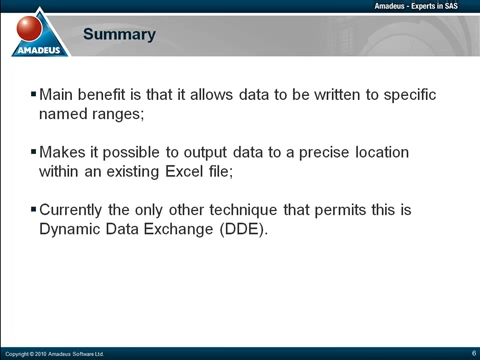 Amadeus - Experts in SAS
AMADEUS
Summary
▪Main benefit is that it allows data to be written to specific
named ranges;
▪Makes it possible to output data to a precise location
within an existing Excel file;
▪Currently the only other technique that permits this is
Dynamic Data Exchange (DDE).
Copyright © 2010 Amadeus Software Ltd.
6